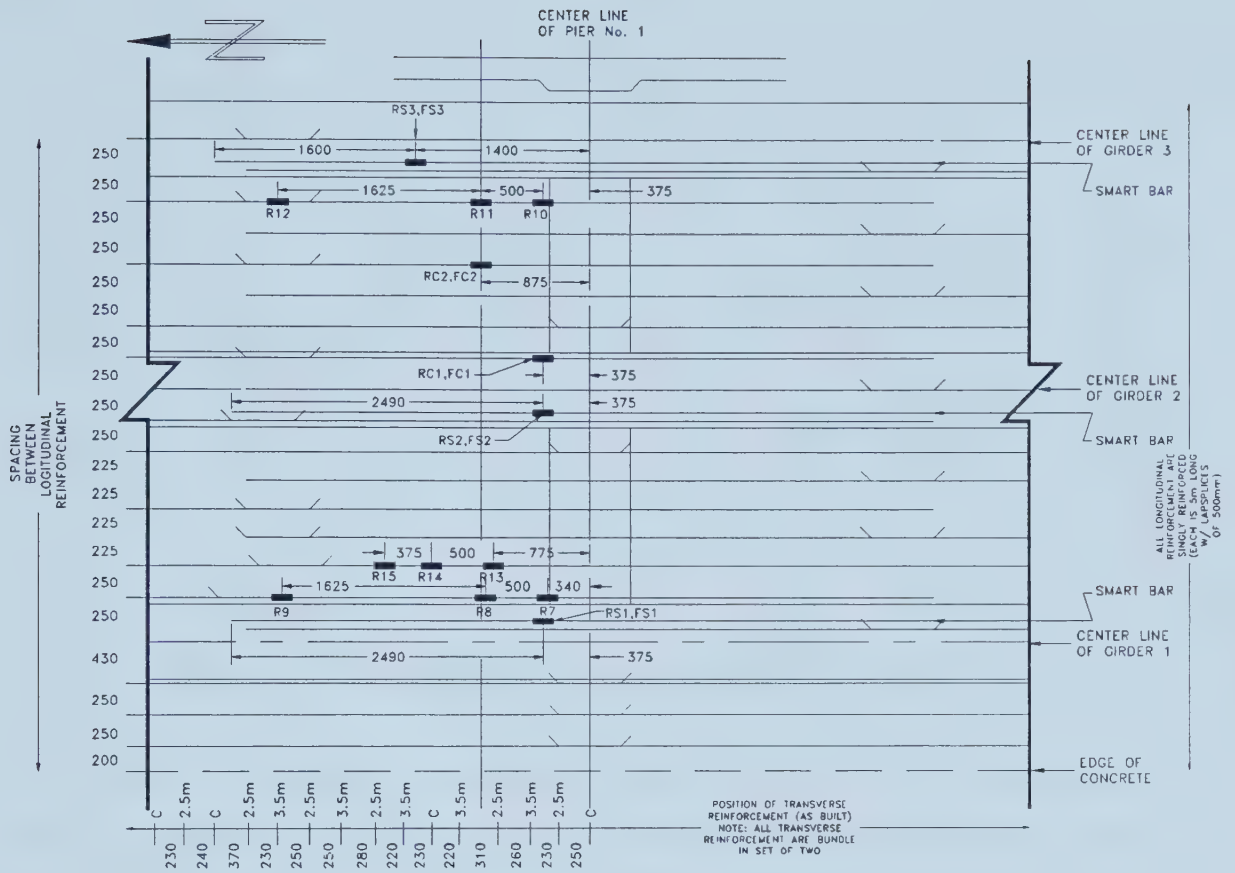 CENTER LINE
OF PIER No. 1
N
RS3,FS3
1600
1400
CENTER LINE
OF GIRDER 3
SMART BAR
1625
500
375
R12
R11
R10
RC2,FC2
875
RC1,FC1
375
CENTER LINE
OF GIRDER 2
2490
375
RS2,FS2
SMART BAR
375
500
775
R15
R14
R13
1625
500
340
R9
R8
R7
RS1,FS1
SMART BAR
CENTER LINE
OF GIRDER 1
2490
375
EDGE OF
CONCRETE
SPACING
BETWEEN
LOGITUDINAL
REINFORCEMENT
250
250
250
250
250
250
250
250
250
250
225
225
225
225
250
250
430
250
250
200
ALL LONGITUDINAL
REINFORCEMENT ARE
SINGLY REINFORCED
(EACH IS 5m LONG
W/ LAPSPLICES
OF 500mm)
C
2.5m
C
2.5m
3.5m
2.5m
3.5m
2.5m
3.5m
C
3.5m
2.5m
3.5m
2.5m
C
230
240
370
230
250
250
280
220
230
220
310
260
230
250
POSITION OF TRANSVERSE
REINFORCEMENT (AS BUILT)
NOTE: ALL TRANSVERSE
REINFORCEMENT ARE BUNDLE
IN SET OF TWO